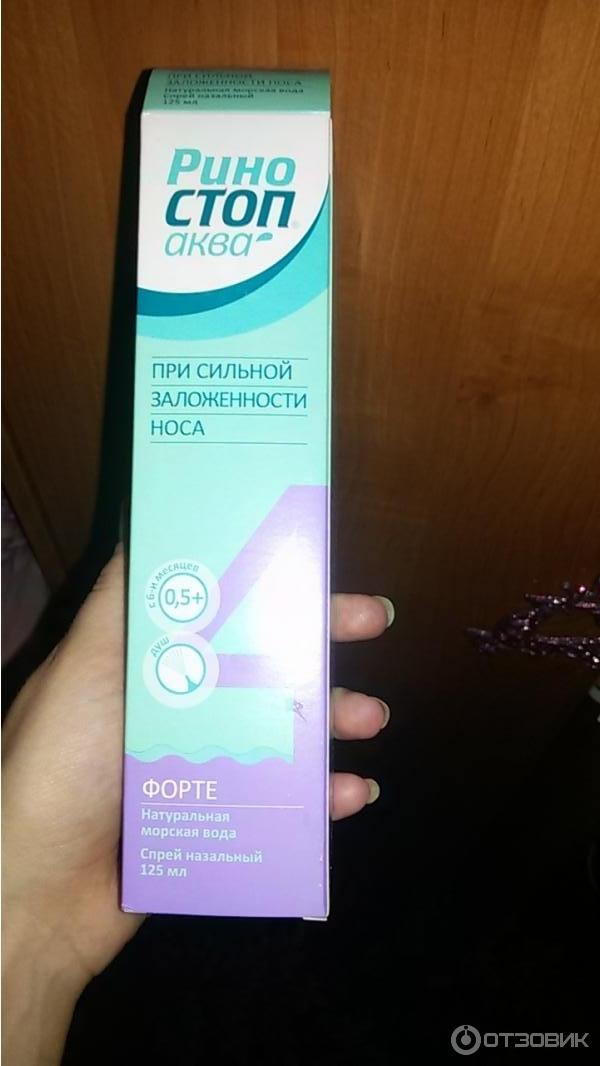 ПРИ СИЛЬНОЙ
ЗАЛОЖЕННОСТИ НОСА
Натуральная морская вода
Спрей назальный
125 мл
Рино
СТОП®
аква
ПРИ СИЛЬНОЙ
ЗАЛОЖЕННОСТИ
НОСА
с 6-и месяцев
0,5+
душ
ФОРТЕ
Натуральная
морская вода
Спрей назальный
125 мл
ОТЗОВИК